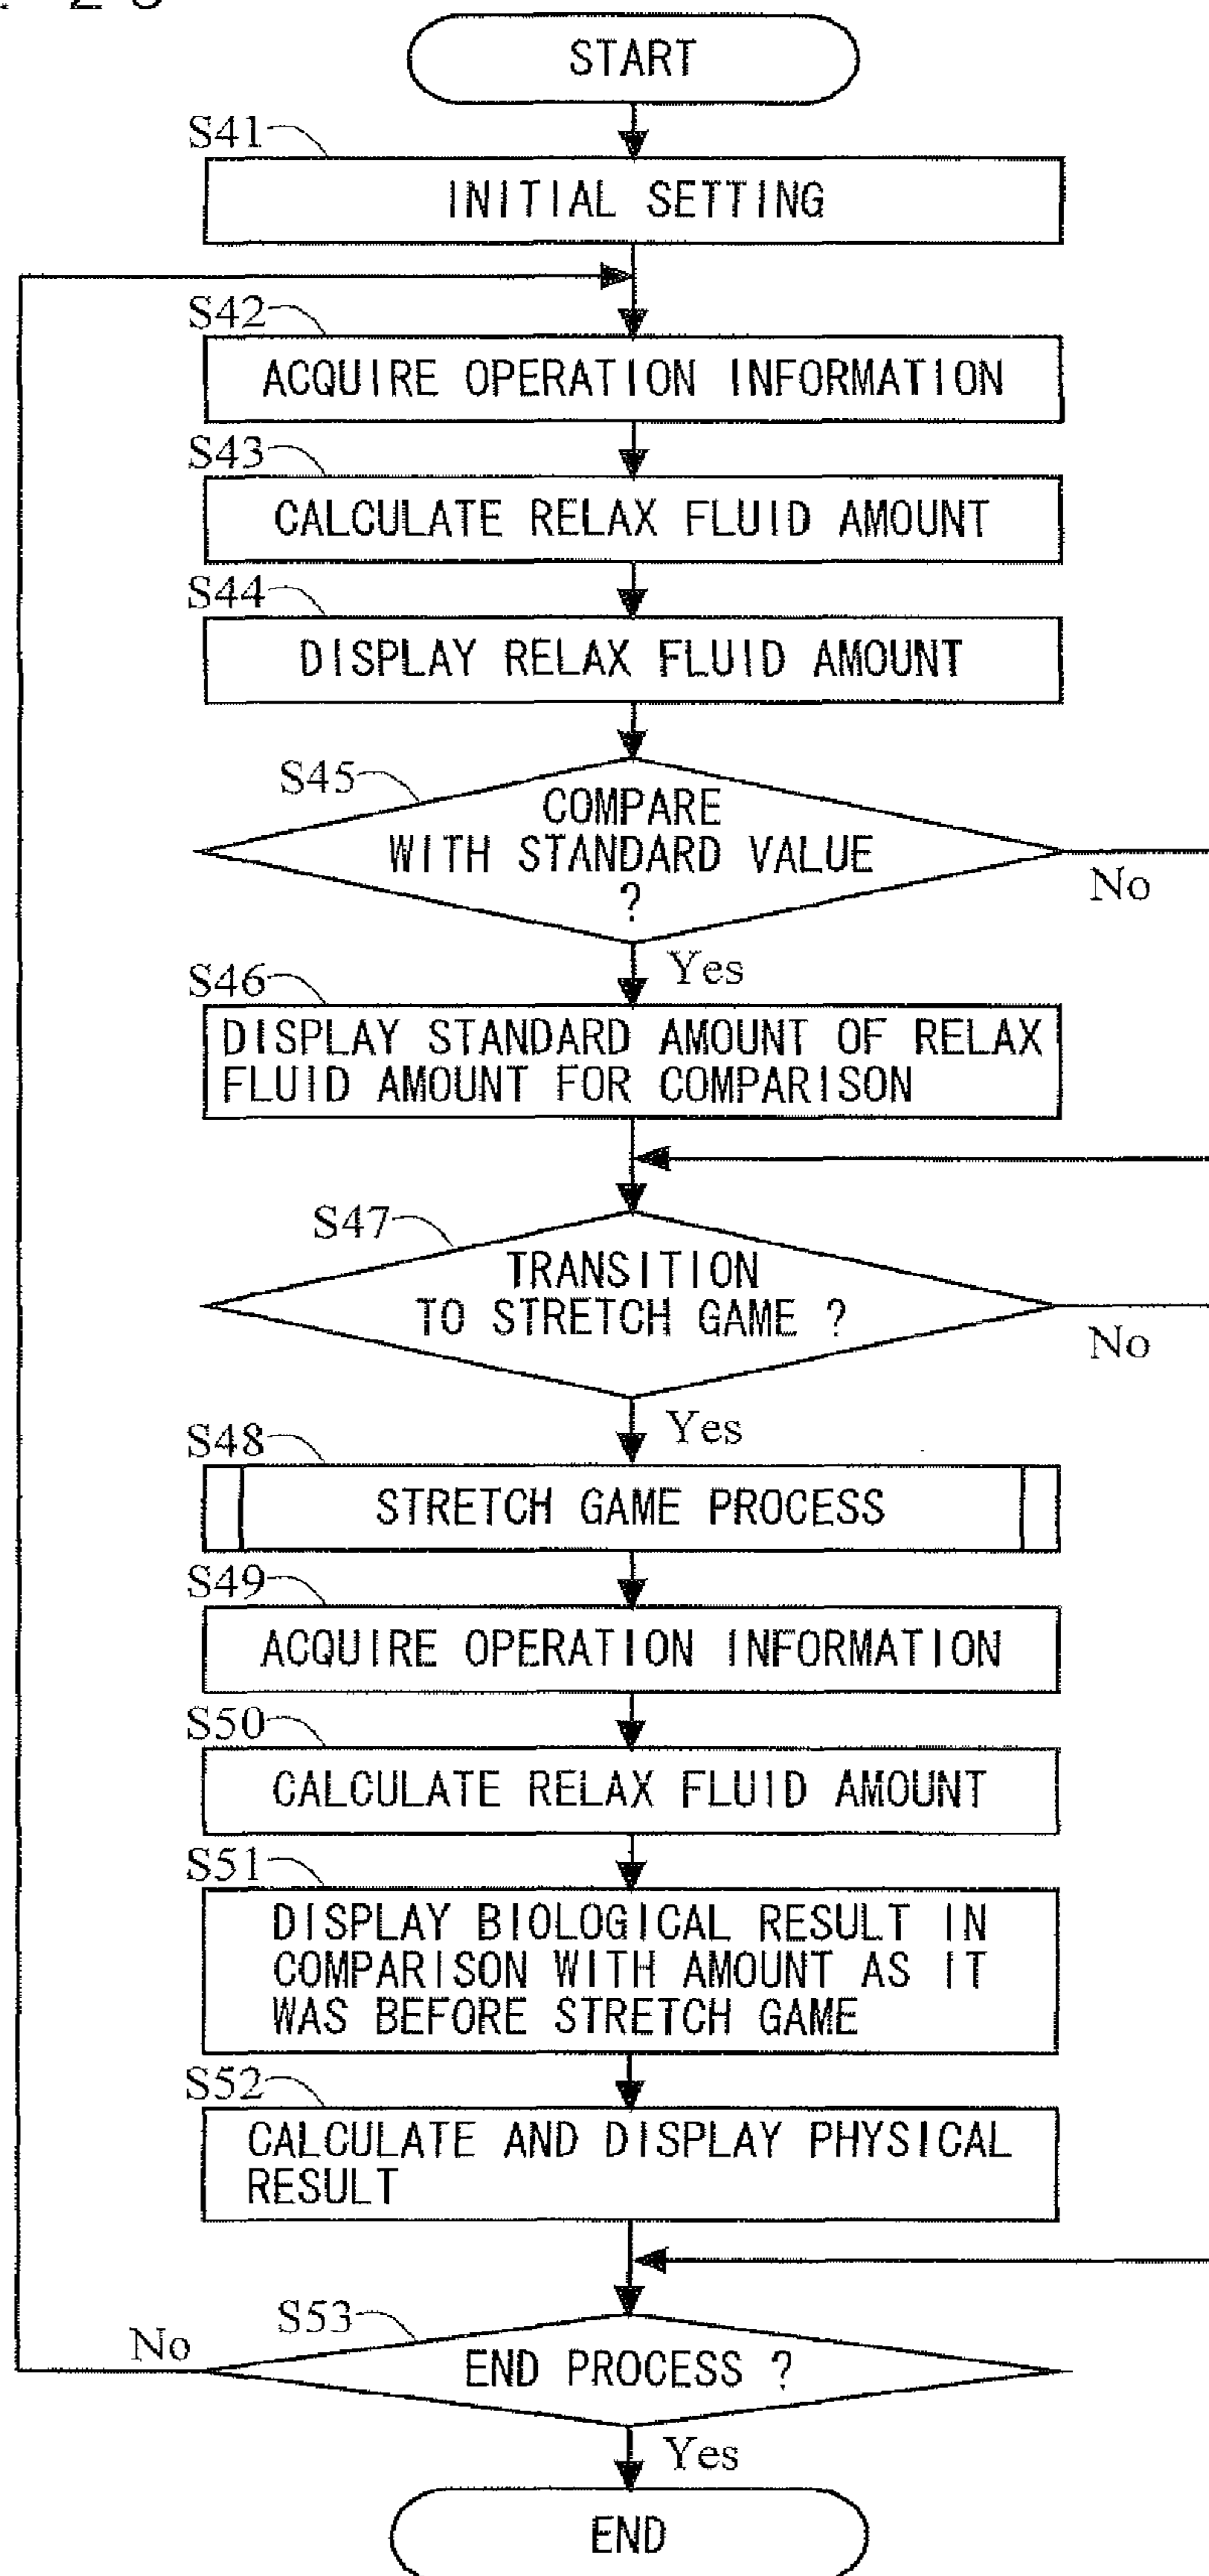 START
S41
INITIAL SETTING
S42
ACQUIRE OPERATION INFORMATION
S43
CALCULATE RELAX FLUID AMOUNT
S44
DISPLAY RELAX FLUID AMOUNT
S45
COMPARE
WITH STANDARD VALUE
?
No
Yes
S46
DISPLAY STANDARD AMOUNT OF RELAX
FLUID AMOUNT FOR COMPARISON
S47
TRANSITION
TO STRETCH GAME ?
No
Yes
S48
STRETCH GAME PROCESS
S49
ACQUIRE OPERATION INFORMATION
S50
CALCULATE RELAX FLUID AMOUNT
S51
DISPLAY BIOLOGICAL RESULT IN
COMPARISON WITH AMOUNT AS IT
WAS BEFORE STRETCH GAME
S52
CALCULATE AND DISPLAY PHYSICAL
RESULT
S53
No
END PROCESS ?
Yes
END